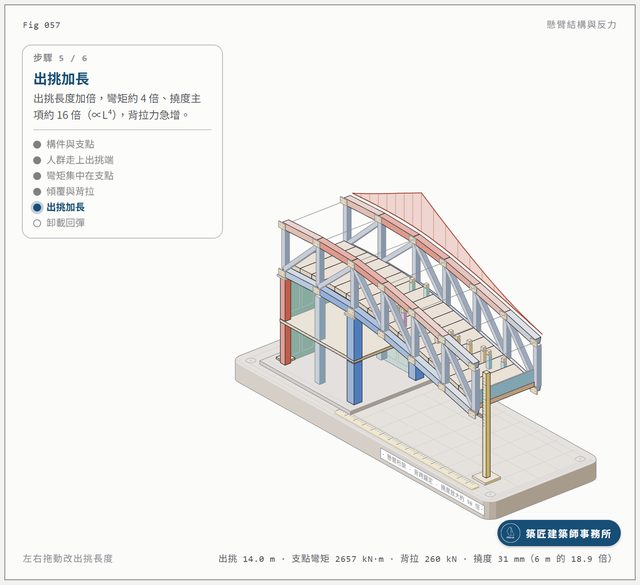 Fig 057
懸臂結構與反力
步驟 5 / 6
出挑加長
出挑長度加倍，彎矩約 4 倍、撓度主
項約 16 倍（∝L⁴），背拉力急增。
構件與支點
人群走上出挑端
彎矩集中在支點
傾覆與背拉
出挑加長
卸載回彈
築匠建築師事務所
左右拖動改出挑長度
出挑 14.0 m · 支點彎矩 2657 kN·m · 背拉 260 kN · 撓度 31 mm（6 m 的 18.9 倍）